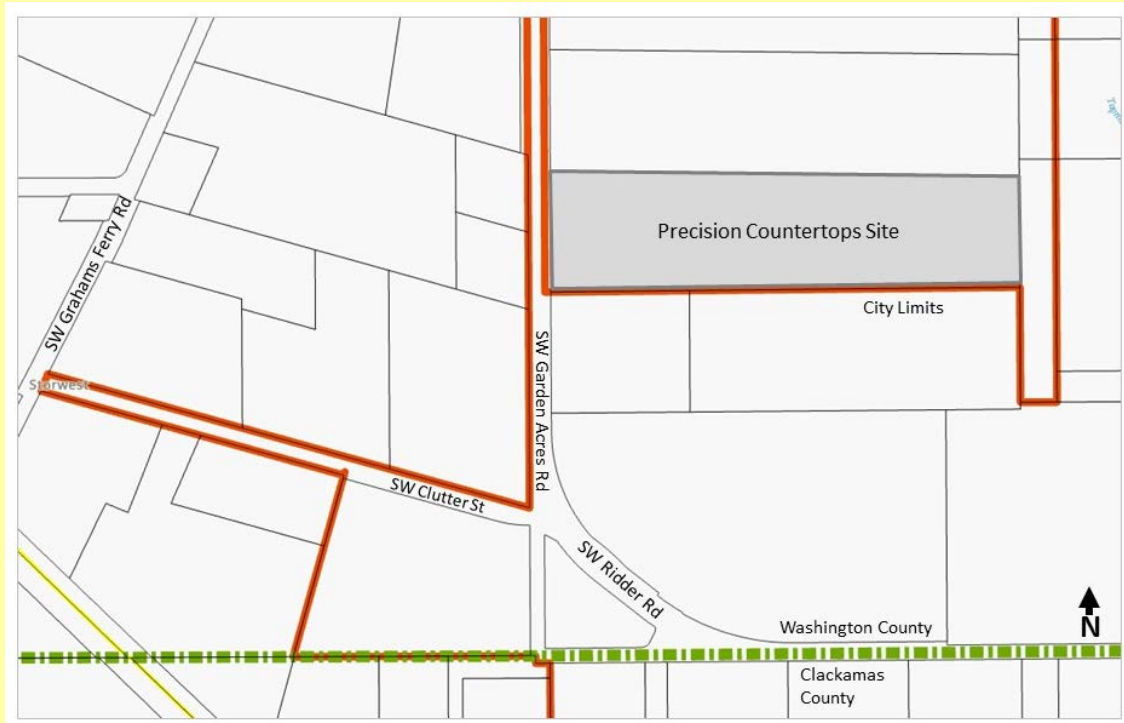 Precision Countertops Site
SW Grahams Ferry Rd
City Limits
SW Garden Acres Rd
Storwest
SW Clutter St
SW Ridder Rd
N
Washington County
Clackamas
County